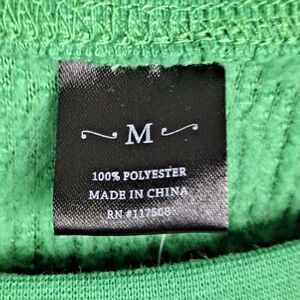 M
100% POLYESTER
MADE IN CHINA
RN #117508